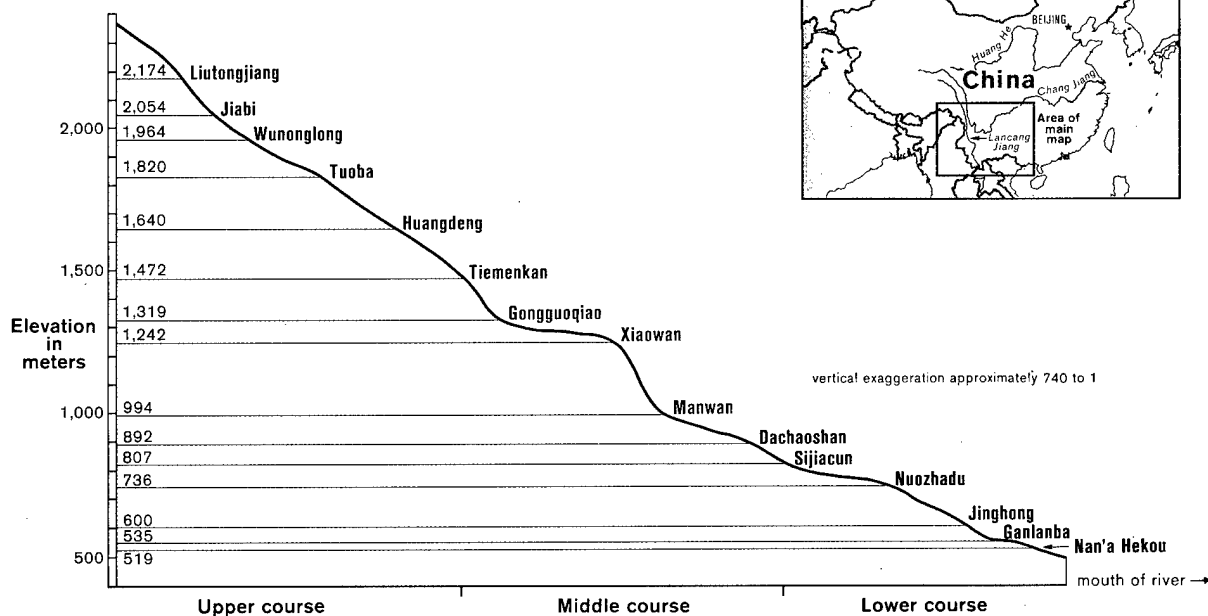 BEIJING
Huang He
China
Chang Jiang
Area of
main
map
Lancang
Jiang
2,174 Liutongjiang
2,054 Jiabi
2,000
1,964 Wunonglong
1,820 Tuoba
1,640 Huangdeng
1,500
1,472 Tiemenkan
1,319 Gongguoqiao
Elevation
in
meters
1,242 Xiaowan
vertical exaggeration approximately 740 to 1
1,000
994 Manwan
892 Dachaoshan
807 Sijiacun
736 Nuozhadu
600 Jinghong
535 Ganlanba
500
519 Nan'a Hekou
mouth of river
Upper course
Middle course
Lower course